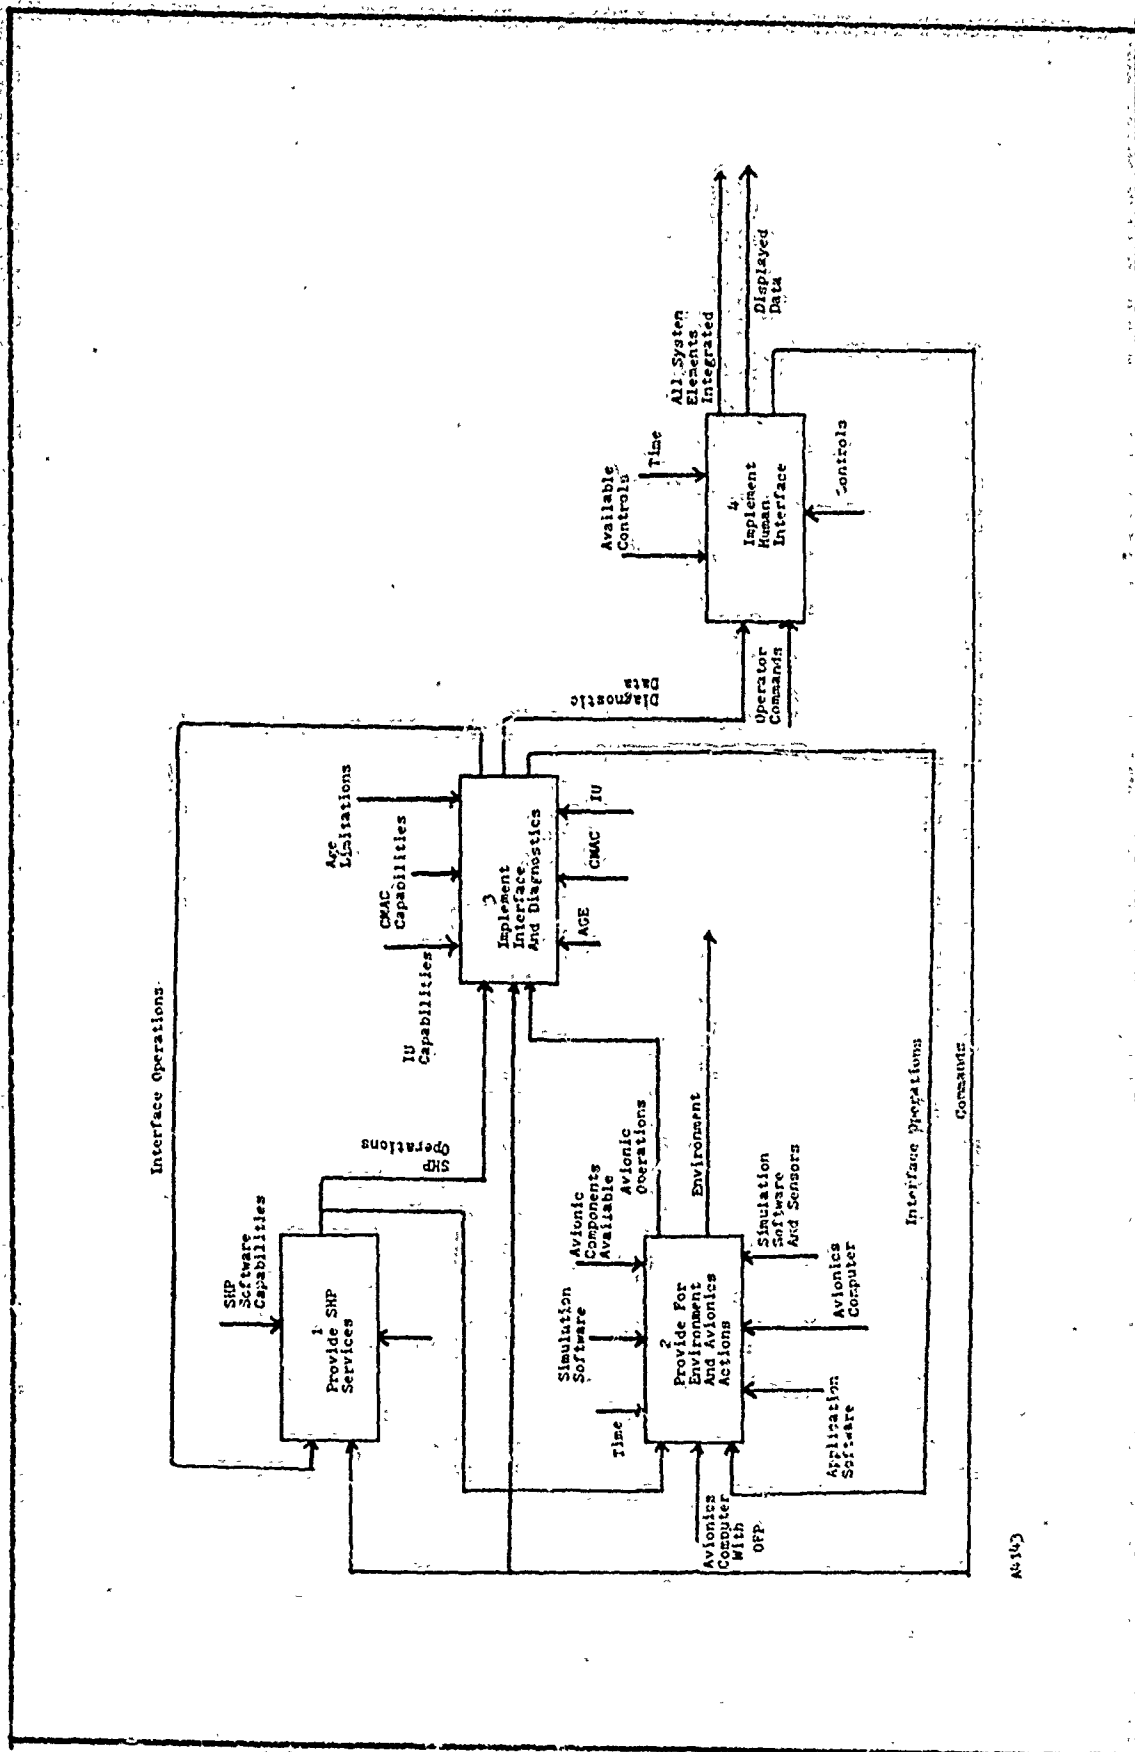 Interface Operations
SHP
Software
Capabilities
1
Provide SHP
Services
SHP
Operations
IU
Capabilities
CMAC
Capabilities
Age
Limitations
3
Implement
Interface
And Diagnostics
AGE
CMAC
IU
Diagnostic
Data
Time
Simulution
Software
Avionic
Components
Available
Avionic
Operations
Environment
2
Provide For
Environment
And Avionics
Actions
Avionics
Computer
With
OFP
Application
Software
Avionics
Computer
Simulation
Software
And Sensors
Interface Operations
Commands
Available
Controls
Time
4
Implement
Human
Interface
Operator
Commands
Controls
All System
Elements
Integrated
Displayed
Data
A4143